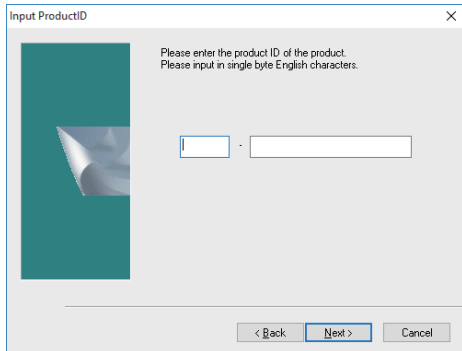 Input ProductID
Please enter the product ID of the product.
Please input in single byte English characters.
-
< Back
Next >
Cancel